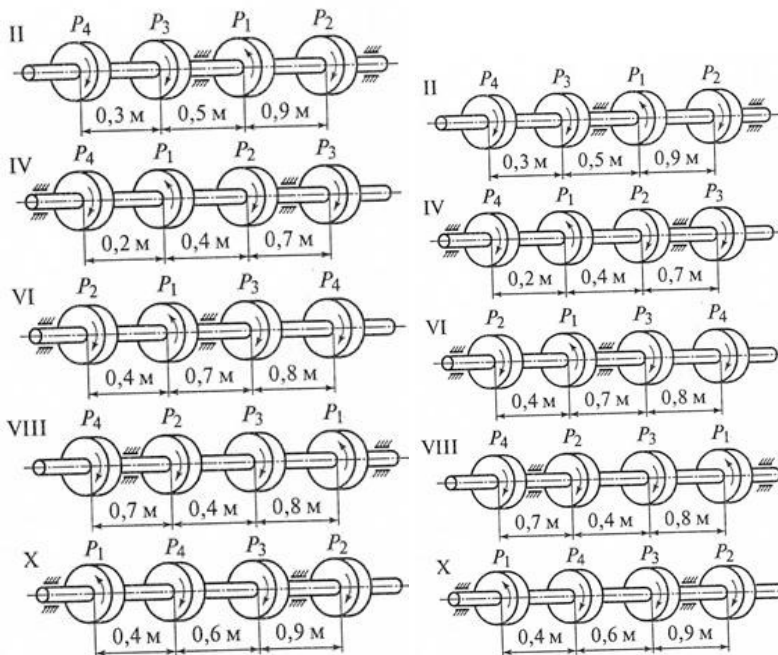 II P4 P3 P1 P2
0,3 м 0,5 м 0,9 м
IV P4 P1 P2 P3
0,2 м 0,4 м 0,7 м
VI P2 P1 P3 P4
0,4 м 0,7 м 0,8 м
VIII P4 P2 P3 P1
0,7 м 0,4 м 0,8 м
X P1 P4 P3 P2
0,4 м 0,6 м 0,9 м
II P4 P3 P1 P2
0,3 м 0,5 м 0,9 м
IV P4 P1 P2 P3
0,2 м 0,4 м 0,7 м
VI P2 P1 P3 P4
0,4 м 0,7 м 0,8 м
VIII P4 P2 P3 P1
0,7 м 0,4 м 0,8 м
X P1 P4 P3 P2
0,4 м 0,6 м 0,9 м